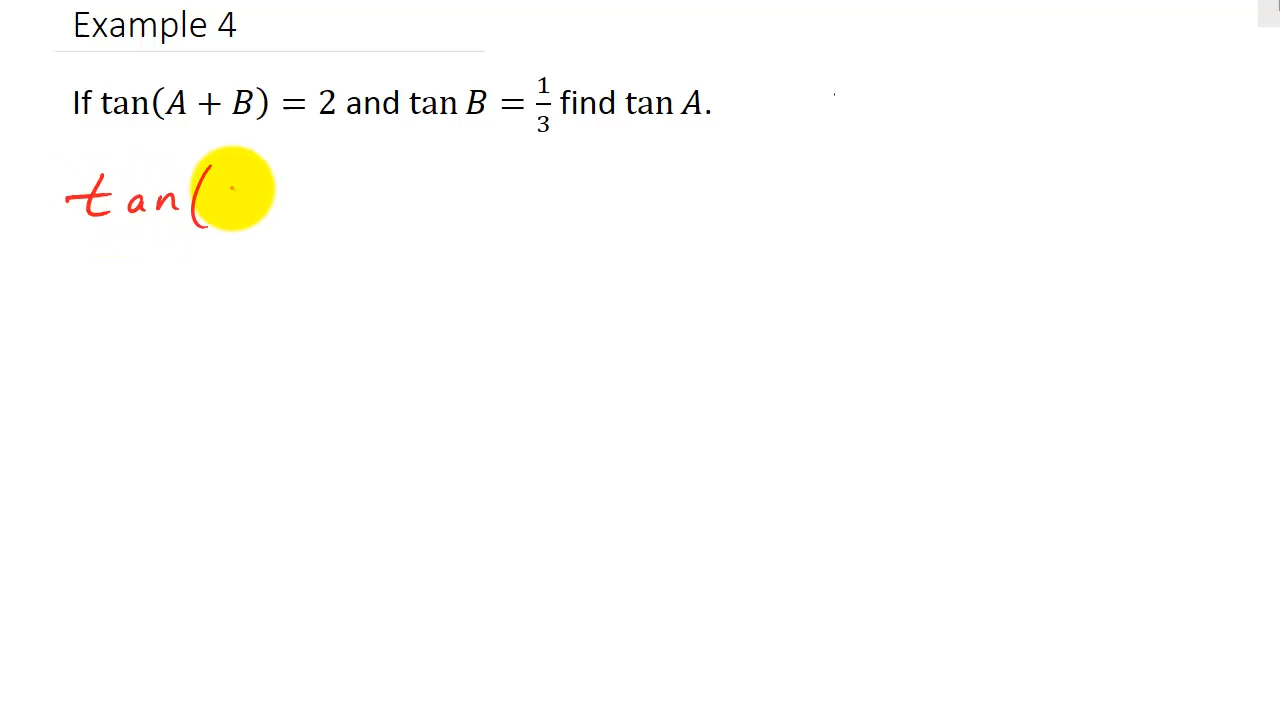 Example 4
If tan(A + B) = 2 and tan B = 1/3 find tan A.
tan(